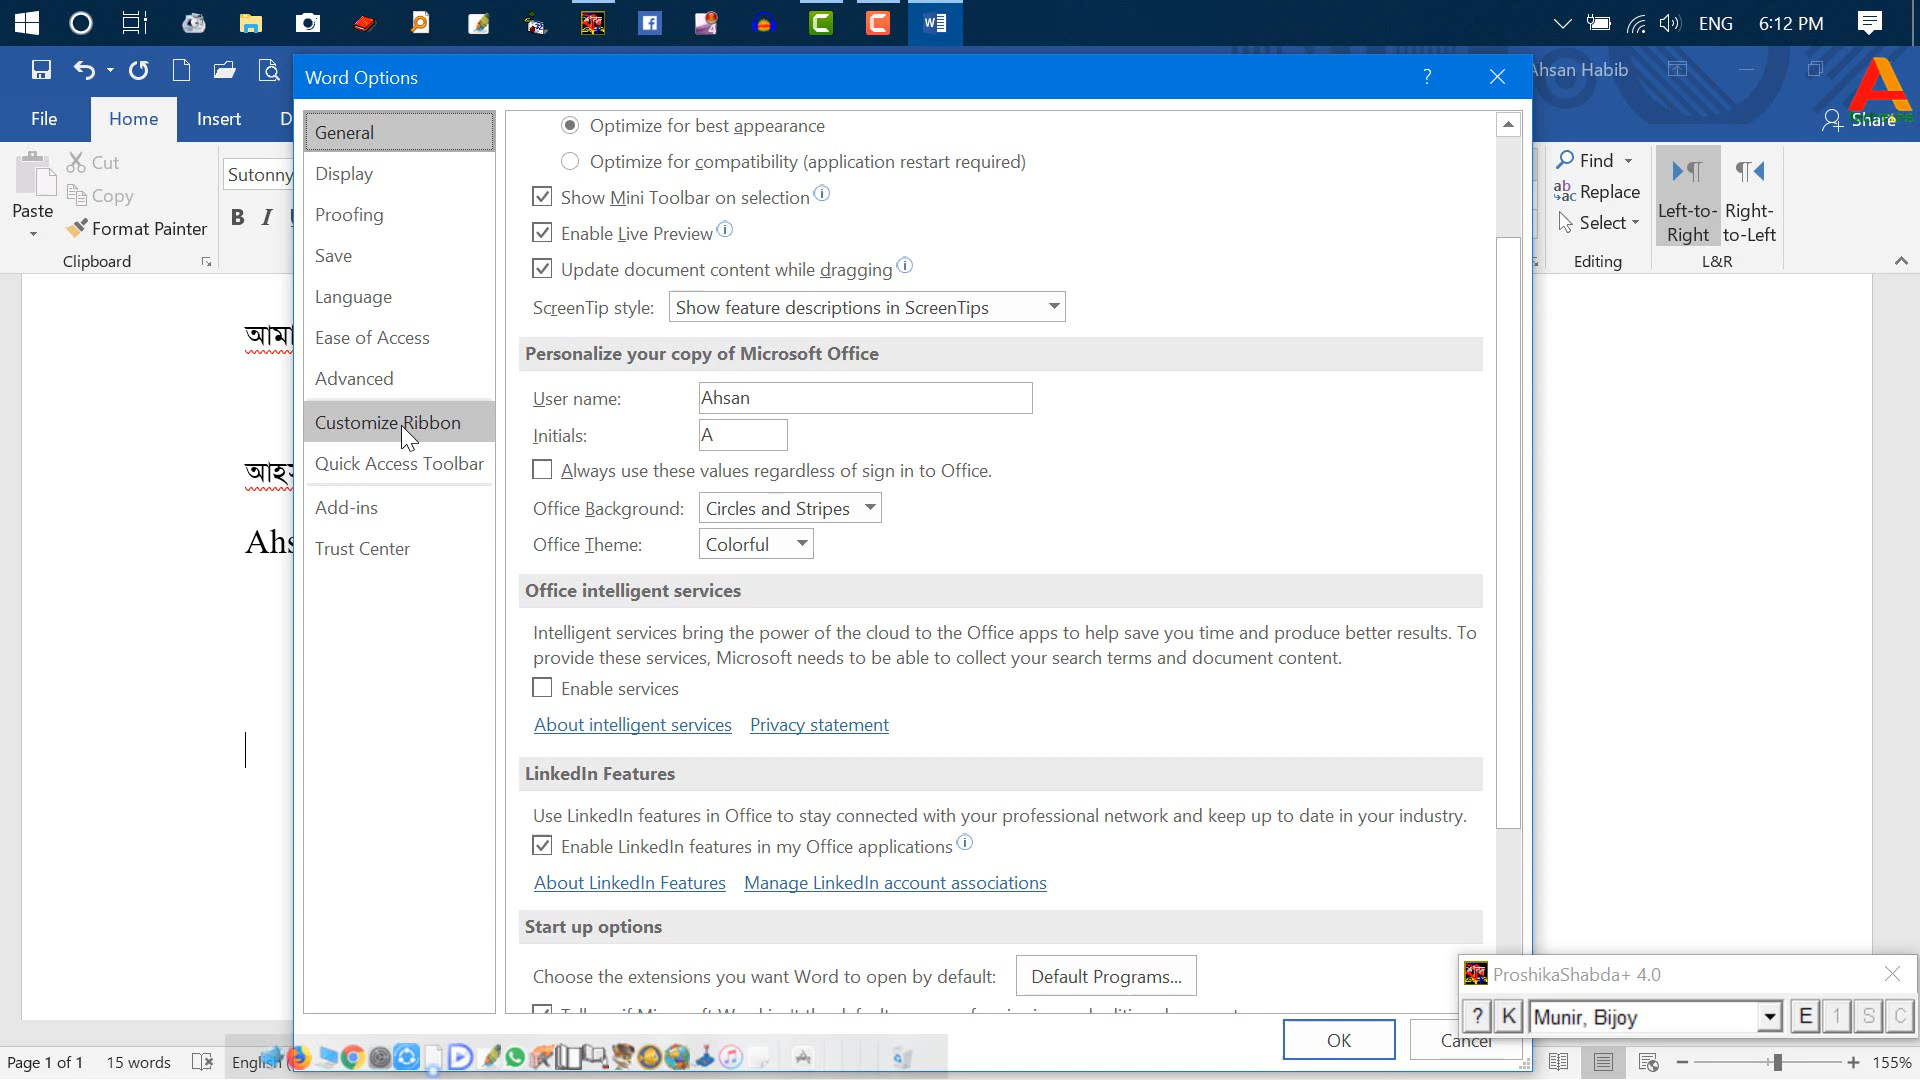 ENG 6:12 PM
Word Options ?
Ahsan Habib
File Home Insert
Share
General
Display
Proofing
Save
Language
Ease of Access
Advanced
Customize Ribbon
Quick Access Toolbar
Add-ins
Trust Center
Cut
Copy
Paste
Format Painter
Clipboard
Sutonny
B I
Optimize for best appearance
Optimize for compatibility (application restart required)
Show Mini Toolbar on selection
Enable Live Preview
Update document content while dragging
ScreenTip style: Show feature descriptions in ScreenTips
Personalize your copy of Microsoft Office
User name: Ahsan
Initials: A
Always use these values regardless of sign in to Office.
Office Background: Circles and Stripes
Office Theme: Colorful
Office intelligent services
Intelligent services bring the power of the cloud to the Office apps to help save you time and produce better results. To
provide these services, Microsoft needs to be able to collect your search terms and document content.
Enable services
About intelligent services Privacy statement
LinkedIn Features
Use LinkedIn features in Office to stay connected with your professional network and keep up to date in your industry.
Enable LinkedIn features in my Office applications
About LinkedIn Features Manage LinkedIn account associations
Start up options
Choose the extensions you want Word to open by default: Default Programs...
OK Cancel
Find
Replace
Select
Editing
Left-to-
Right
Right-
to-Left
L&R
ProshikaShabda+ 4.0
? K Munir, Bijoy E 1 S C
Page 1 of 1 15 words English
155%